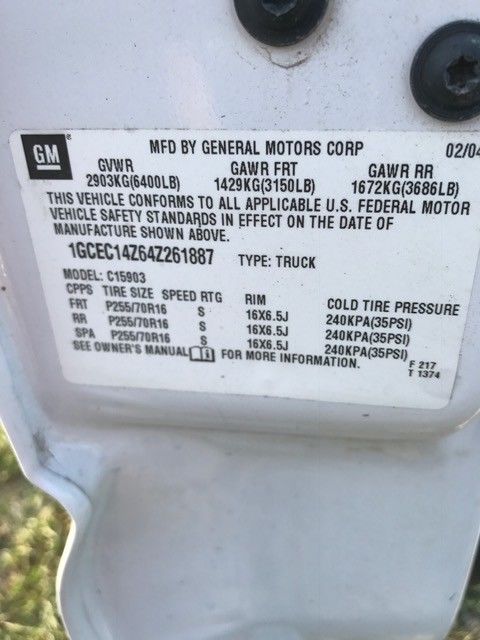 GM ® MFD BY GENERAL MOTORS CORP 02/04
GVWR GAWR FRT GAWR RR
2903KG(6400LB) 1429KG(3150LB) 1672KG(3686LB)
THIS VEHICLE CONFORMS TO ALL APPLICABLE U.S. FEDERAL MOTOR
VEHICLE SAFETY STANDARDS IN EFFECT ON THE DATE OF
MANUFACTURE SHOWN ABOVE.
1GCEC14Z64Z261887 TYPE: TRUCK
MODEL: C15903
CPPS TIRE SIZE SPEED RTG RIM COLD TIRE PRESSURE
FRT P255/70R16 S 16X6.5J 240KPA(35PSI)
RR P255/70R16 S 16X6.5J 240KPA(35PSI)
SPA P255/70R16 S 16X6.5J 240KPA(35PSI)
SEE OWNER'S MANUAL FOR MORE INFORMATION.
F 217
T 1374